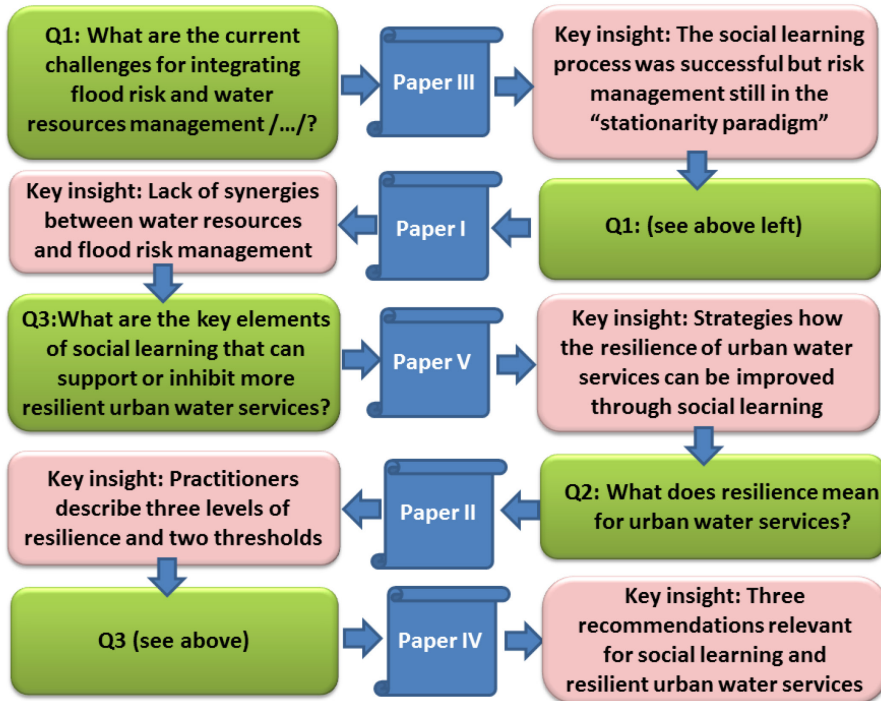 Q1: What are the current
challenges for integrating
flood risk and water
resources management /.../?
Paper III
Key insight: The social learning
process was successful but risk
management still in the
“stationarity paradigm”
Q1: (see above left)
Paper I
Key insight: Lack of synergies
between water resources
and flood risk management
Q3:What are the key elements
of social learning that can
support or inhibit more
resilient urban water services?
Paper V
Key insight: Strategies how
the resilience of urban water
services can be improved
through social learning
Q2: What does resilience mean
for urban water services?
Paper II
Key insight: Practitioners
describe three levels of
resilience and two thresholds
Q3 (see above)
Paper IV
Key insight: Three
recommendations relevant
for social learning and
resilient urban water services